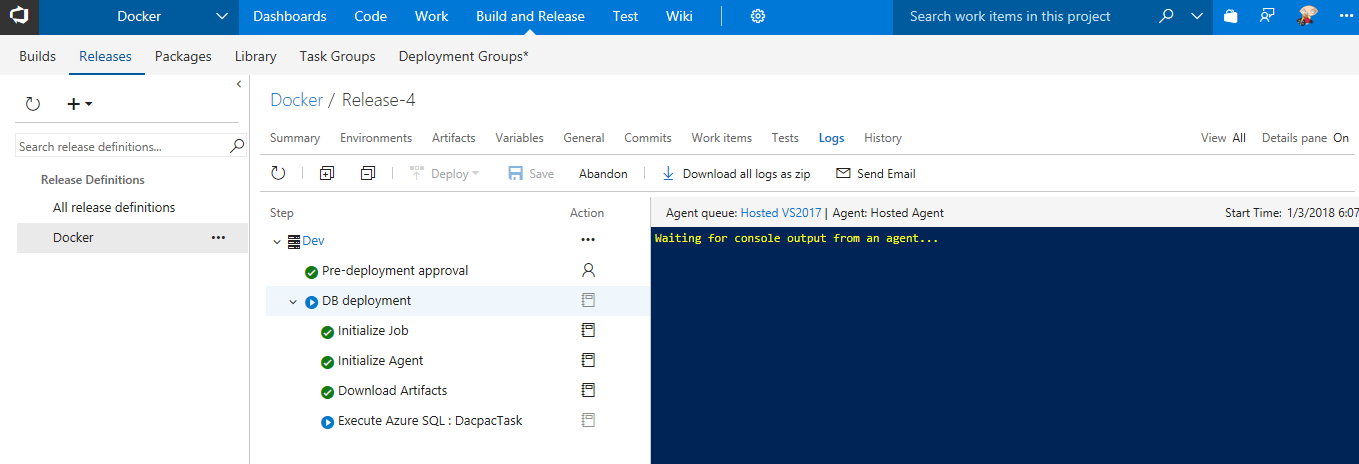 Docker Dashboards Code Work Build and Release Test Wiki Search work items in this project
Builds Releases Packages Library Task Groups Deployment Groups*
Docker / Release-4
Summary Environments Artifacts Variables General Commits Work items Tests Logs History View All Details pane On
Search release definitions...
Deploy Save Abandon Download all logs as zip Send Email
Release Definitions
All release definitions
Docker
Step Action
Agent queue: Hosted VS2017 | Agent: Hosted Agent Start Time: 1/3/2018 6:07
Waiting for console output from an agent...
Dev
Pre-deployment approval
DB deployment
Initialize Job
Initialize Agent
Download Artifacts
Execute Azure SQL : DacpacTask